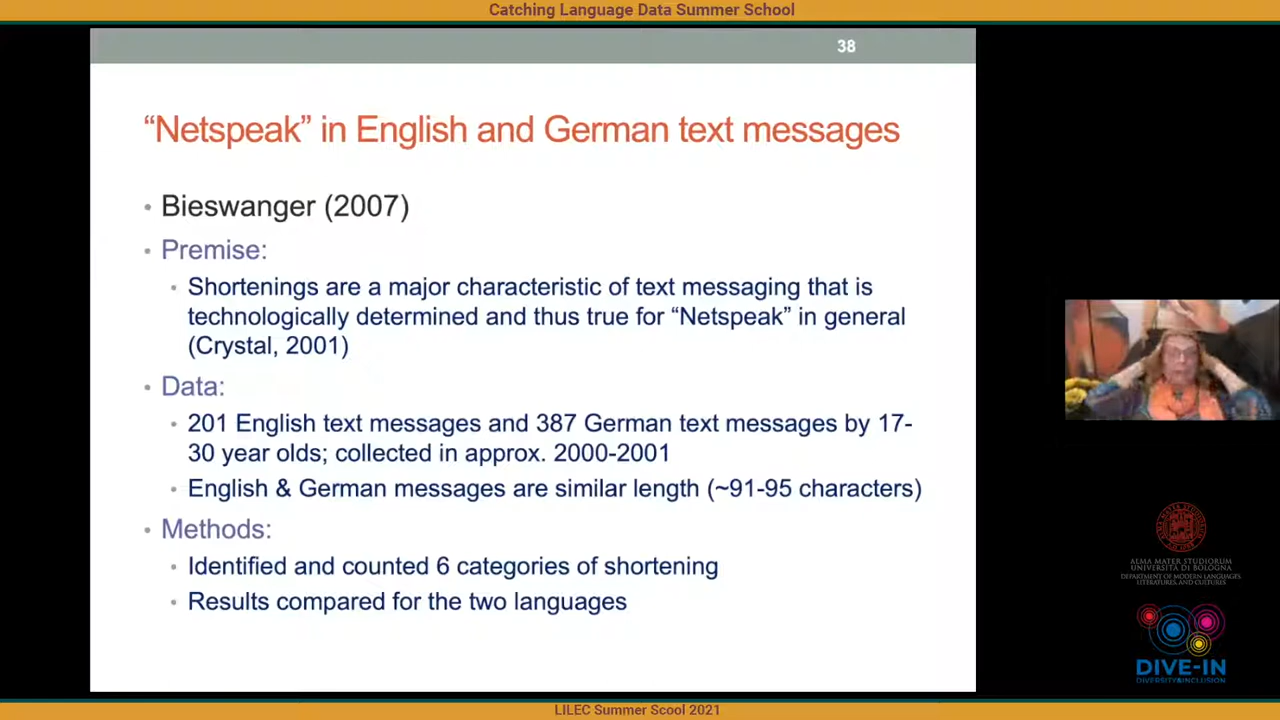 Catching Language Data Summer School
38
“Netspeak” in English and German text messages
• Bieswanger (2007)
• Premise:
• Shortenings are a major characteristic of text messaging that is
technologically determined and thus true for “Netspeak” in general
(Crystal, 2001)
• Data:
• 201 English text messages and 387 German text messages by 17-
30 year olds; collected in approx. 2000-2001
• English & German messages are similar length (~91-95 characters)
• Methods:
• Identified and counted 6 categories of shortening
• Results compared for the two languages
ALMA MATER STUDIORUM
UNIVERSITÀ DI BOLOGNA
DEPARTMENT OF MODERN LANGUAGES,
LITERATURES, AND CULTURES
DIVE-IN
DIVERSITY&INCLUSION
LILEC Summer Scool 2021